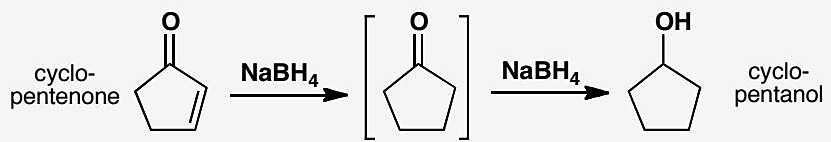 O
cyclo-
pentenone
NaBH4
O
NaBH4
OH
cyclo-
pentanol